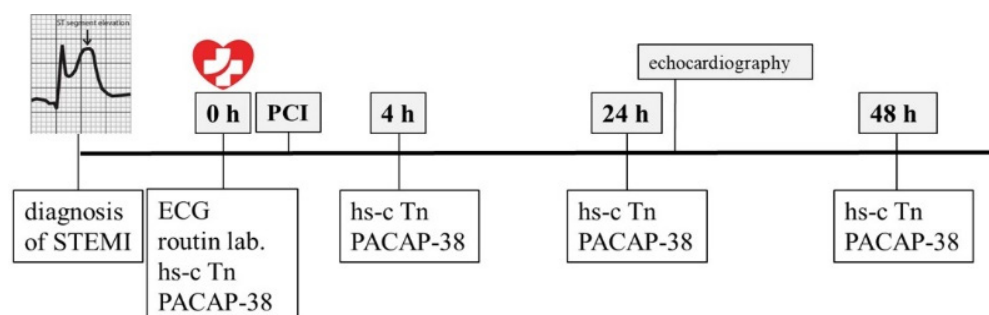 ST segment elevation
echocardiography
0 h
PCI
4 h
24 h
48 h
diagnosis
of STEMI
ECG
routin lab.
hs-c Tn
PACAP-38
hs-c Tn
PACAP-38
hs-c Tn
PACAP-38
hs-c Tn
PACAP-38